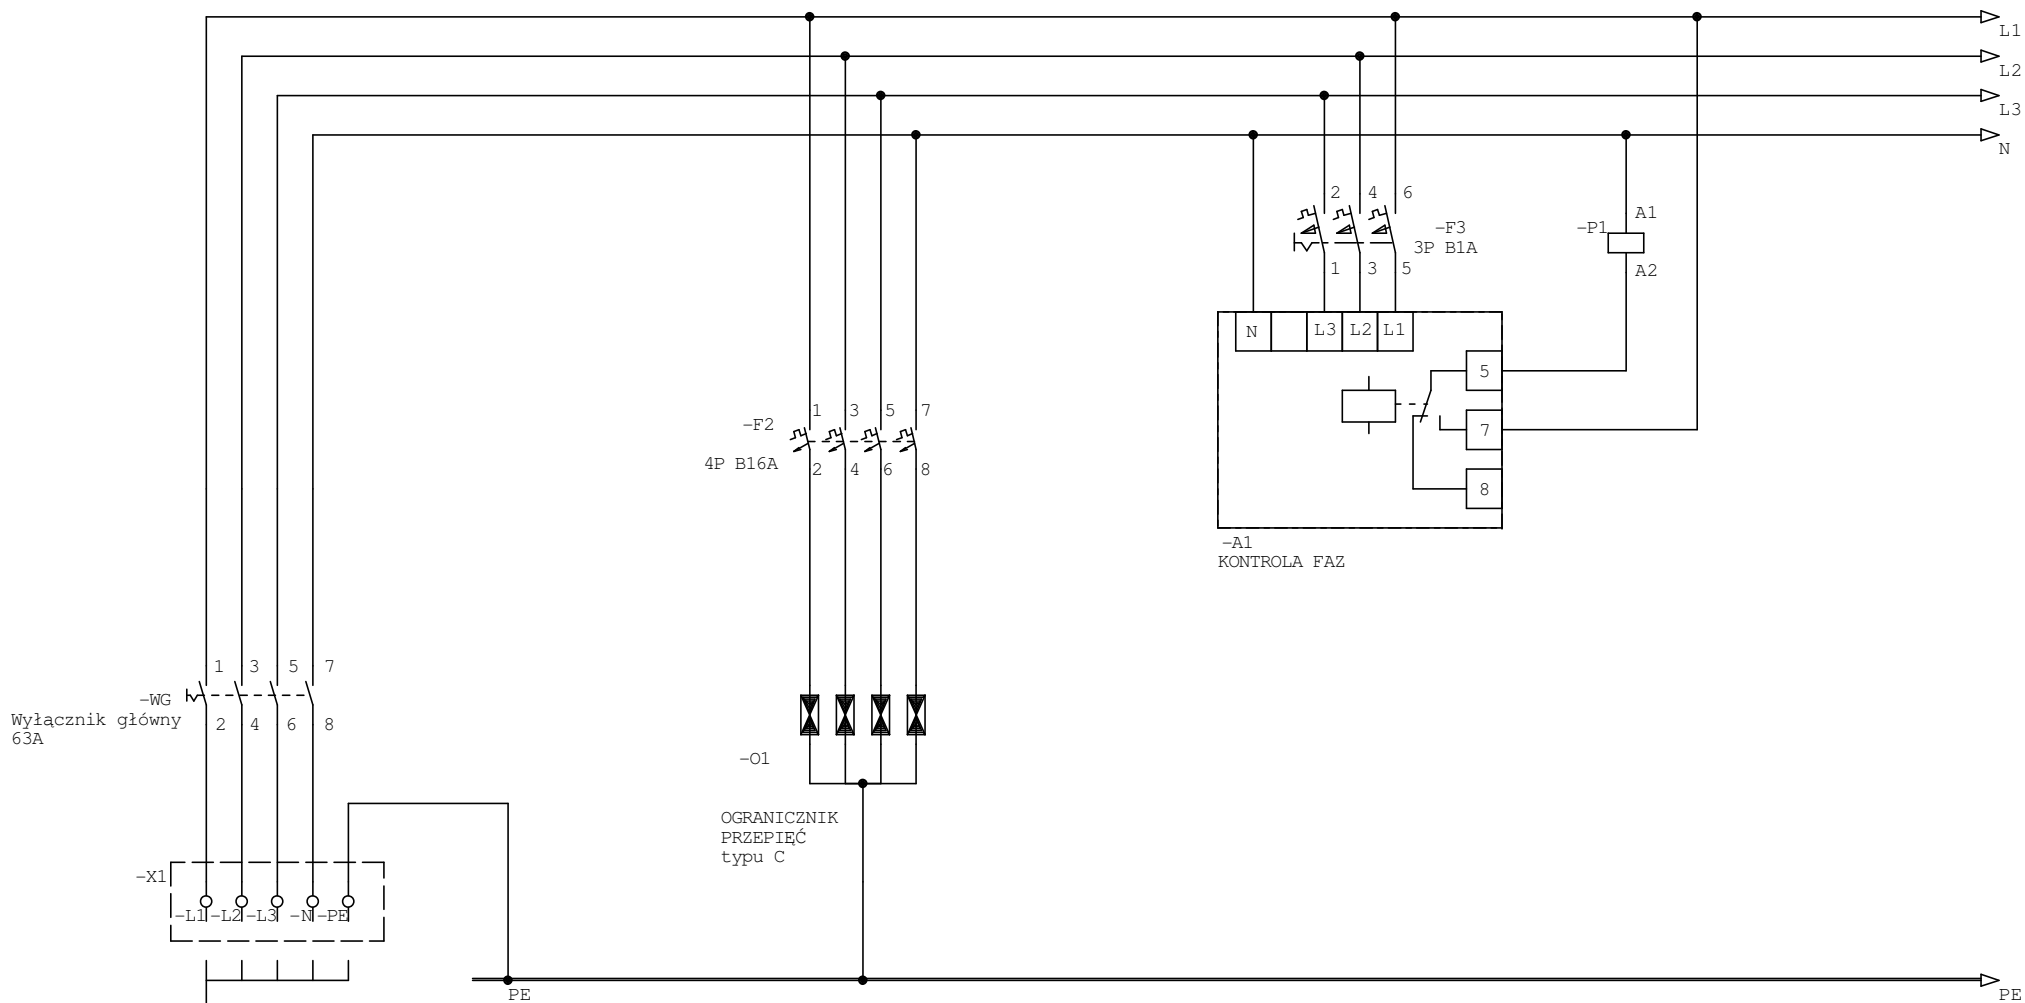 L1
L2
L3
N
2 4 6
-F3
3P B1A
1 3 5
-P1
A1
A2
N L3 L2 L1
5
7
8
-A1
KONTROLA FAZ
1 3 5 7
-F2
4P B16A
2 4 6 8
1 3 5 7
-WG
Wyłącznik główny
63A
2 4 6 8
-O1
OGRANICZNIK
PRZEPIĘĆ
typu C
-X1
-L1 -L2 -L3 -N -PE
PE
PE